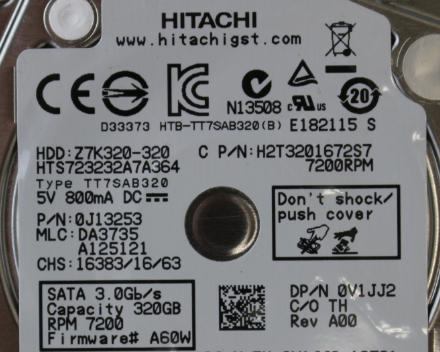 HITACHI
www.hitachigst.com
N13508
c US
20
D33373 HTB-TT7SAB320(B) E182115 S
HDD:Z7K320-320 C P/N:H2T3201672S7
HTS723232A7A364 7200RPM
Type TT7SAB320
5V 800mA DC
Don't shock/
push cover
P/N:0J13253
MLC:DA3735
A125121
CHS:16383/16/63
SATA 3.0Gb/s
Capacity 320GB
RPM 7200
Firmware# A60W
DP/N 0V1JJ2
C/O TH
Rev A00